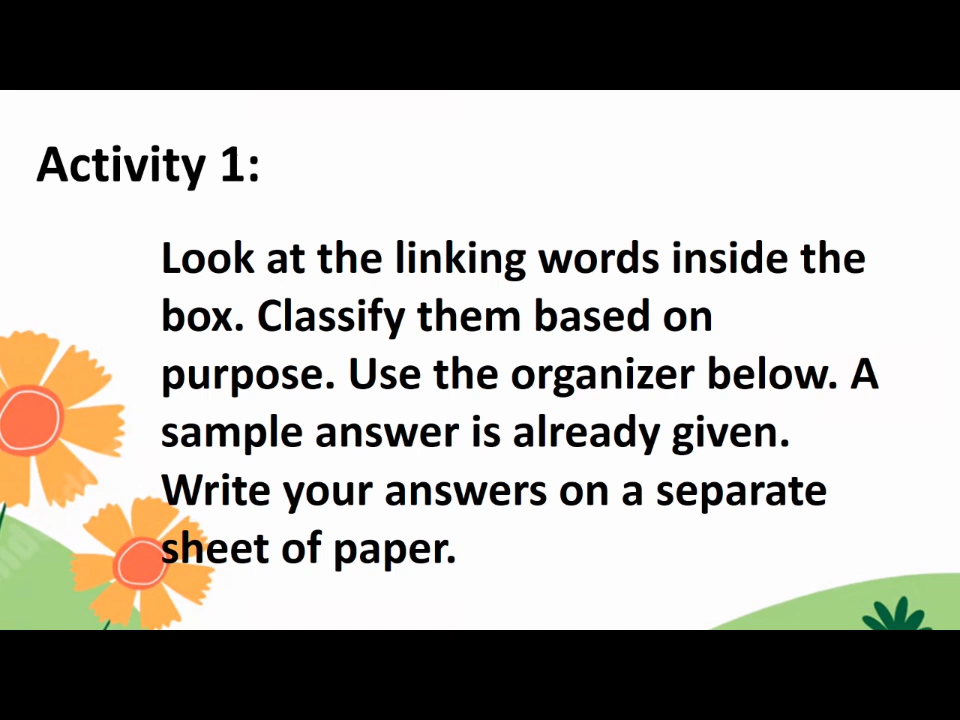 Activity 1:
Look at the linking words inside the
box. Classify them based on
purpose. Use the organizer below. A
sample answer is already given.
Write your answers on a separate
sheet of paper.